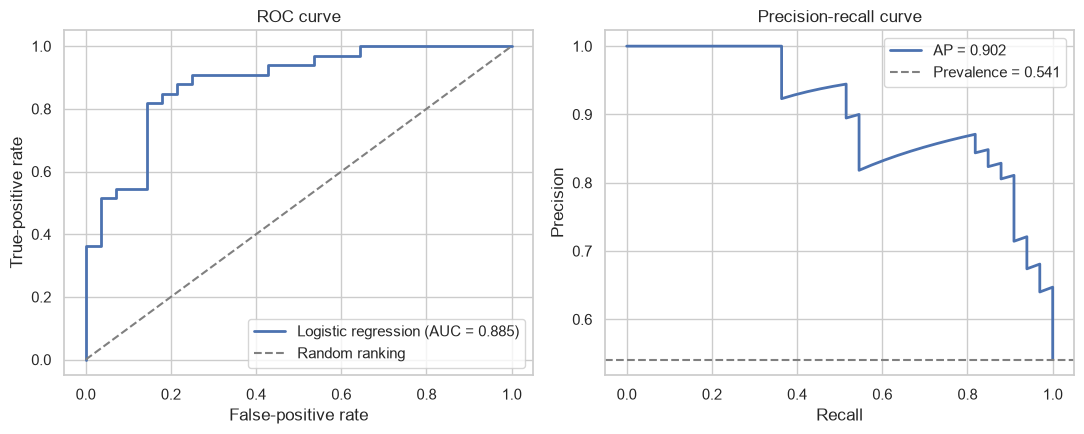 ROC curve
True-positive rate
1.0
0.8
0.6
0.4
0.2
0.0
Logistic regression (AUC = 0.885)
Random ranking
0.0 0.2 0.4 0.6 0.8 1.0
False-positive rate
Precision-recall curve
Precision
1.0
0.9
0.8
0.7
0.6
AP = 0.902
Prevalence = 0.541
0.0 0.2 0.4 0.6 0.8 1.0
Recall